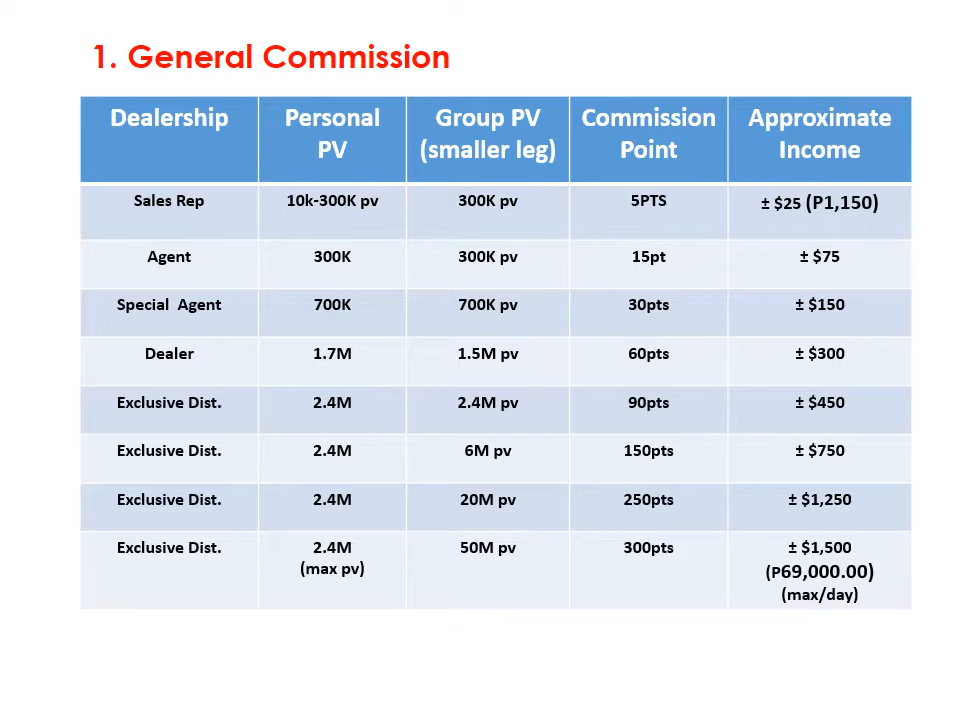 1. General Commission
Dealership Personal PV Group PV (smaller leg) Commission Point Approximate Income
Sales Rep 10k-300K pv 300K pv 5PTS ± $25 (P1,150)
Agent 300K 300K pv 15pt ± $75
Special Agent 700K 700K pv 30pts ± $150
Dealer 1.7M 1.5M pv 60pts ± $300
Exclusive Dist. 2.4M 2.4M pv 90pts ± $450
Exclusive Dist. 2.4M 6M pv 150pts ± $750
Exclusive Dist. 2.4M 20M pv 250pts ± $1,250
Exclusive Dist. 2.4M (max pv) 50M pv 300pts ± $1,500 (P69,000.00) (max/day)